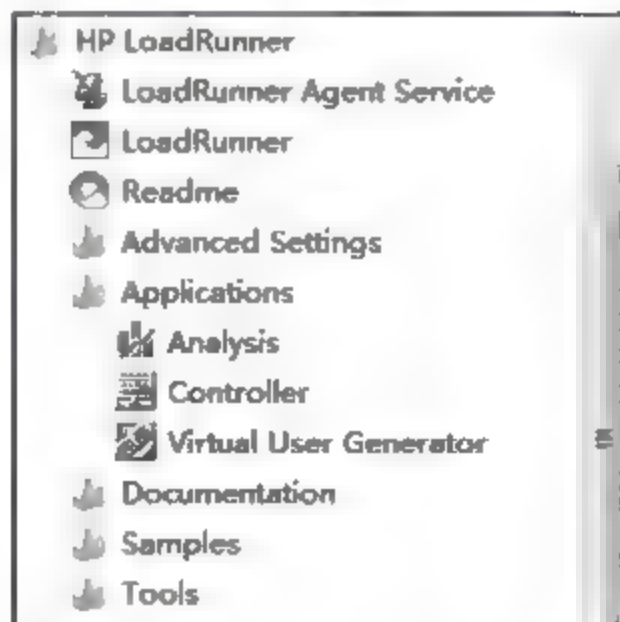 HP LoadRunner
LoadRunner Agent Service
LoadRunner
Readme
Advanced Settings
Applications
Analysis
Controller
Virtual User Generator
Documentation
Samples
Tools